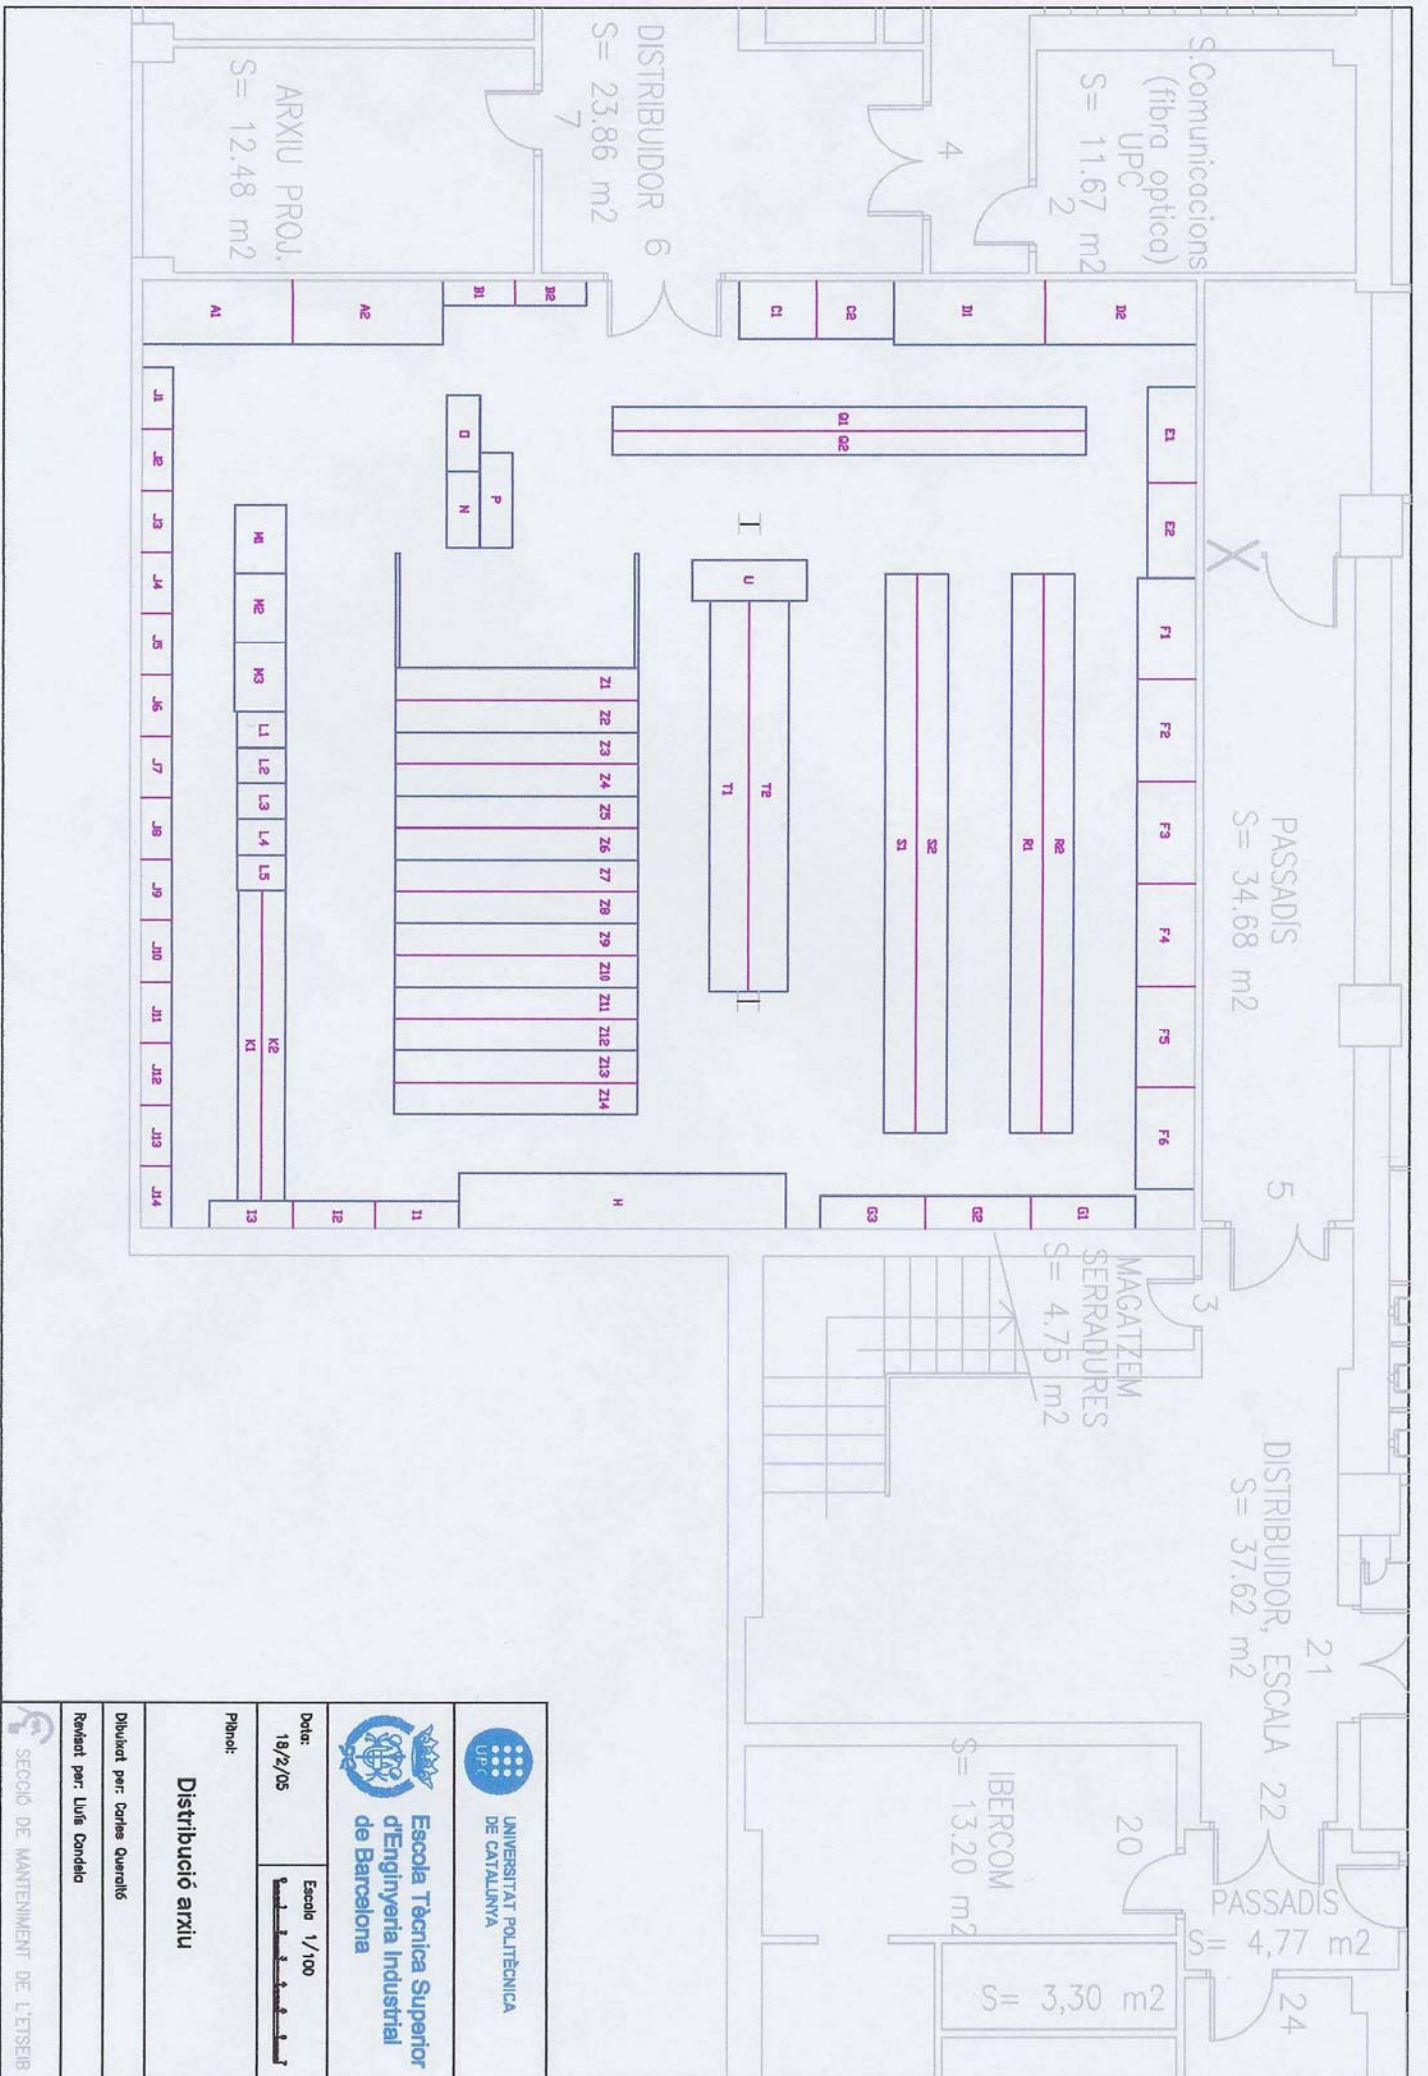 S.Comunicacions
(fibra optica)
UPC
S= 11.67 m2
2
4
DISTRIBUIDOR 6
S= 23.86 m2
7
ARXIU PROJ.
S= 12.48 m2
PASSADÍS
S= 34.68 m2
5
3
MAGATZEM
SERRADURES
S= 4.75 m2
DISTRIBUIDOR, ESCALA 22
S= 37.62 m2
21
20
IBERCOM
S= 13.20 m2
PASSADÍS
S= 4,77 m2
24
S= 3,30 m2
A1
A2
B1
B2
C1
C2
D1
D2
E1
E2
F1
F2
F3
F4
F5
F6
G1
G2
G3
H
I1
I2
I3
J1
J2
J3
J4
J5
J6
J7
J8
J9
J10
J11
J12
J13
J14
K1
K2
L1
L2
L3
L4
L5
M1
M2
M3
N
O
P
Q1
Q2
R1
R2
S1
S2
T1
T2
U
Z1
Z2
Z3
Z4
Z5
Z6
Z7
Z8
Z9
Z10
Z11
Z12
Z13
Z14
UPC
UNIVERSITAT POLITÈCNICA
DE CATALUNYA
Escola Tècnica Superior
d'Enginyeria Industrial
de Barcelona
Data:
18/2/05
Escala 1/100
Plànol:
Distribució arxiu
Dibuixat per: Carles Queraltó
Revisat per: Lluís Candela
SECCIÓ DE MANTENIMENT DE L'ETSEIB